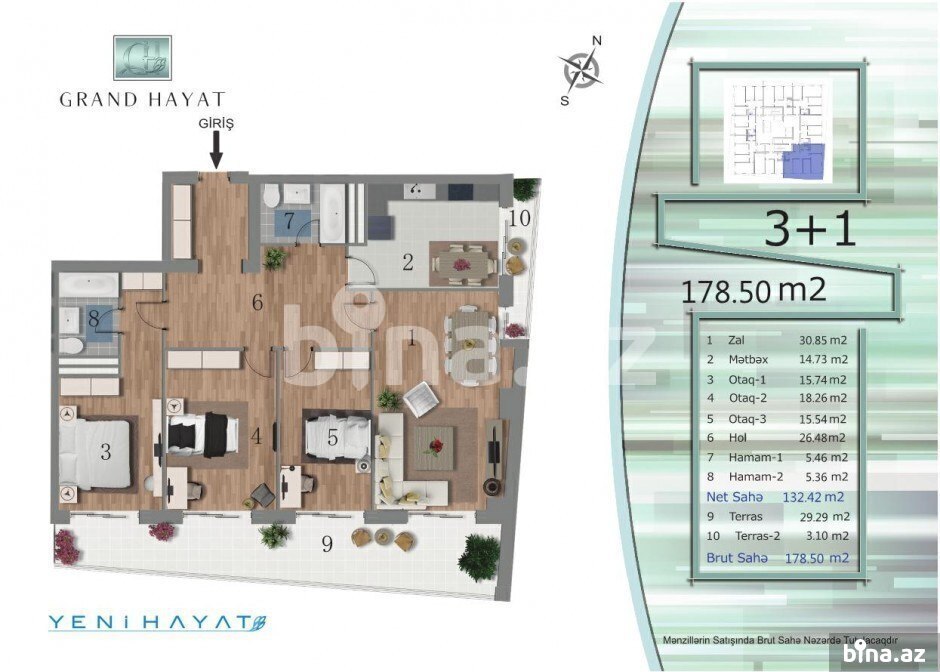 GH
GRAND HAYAT
GİRİŞ
N
S
7
10
2
6
8
1
3
4
5
9
bina.az
YENİHAYAT
3+1
178.50 m2
1 Zal 30.85 m2
2 Mətbəx 14.73 m2
3 Otaq-1 15.74 m2
4 Otaq-2 18.26 m2
5 Otaq-3 15.54 m2
6 Hol 26.48 m2
7 Hamam-1 5.46 m2
8 Hamam-2 5.36 m2
Net Sahə 132.42 m2
9 Terras 29.29 m2
10 Terras-2 3.10 m2
Brut Sahə 178.50 m2
Mənzillərin Satışında Brut Sahə Nəzərdə Tutulacaqdır
bina.az